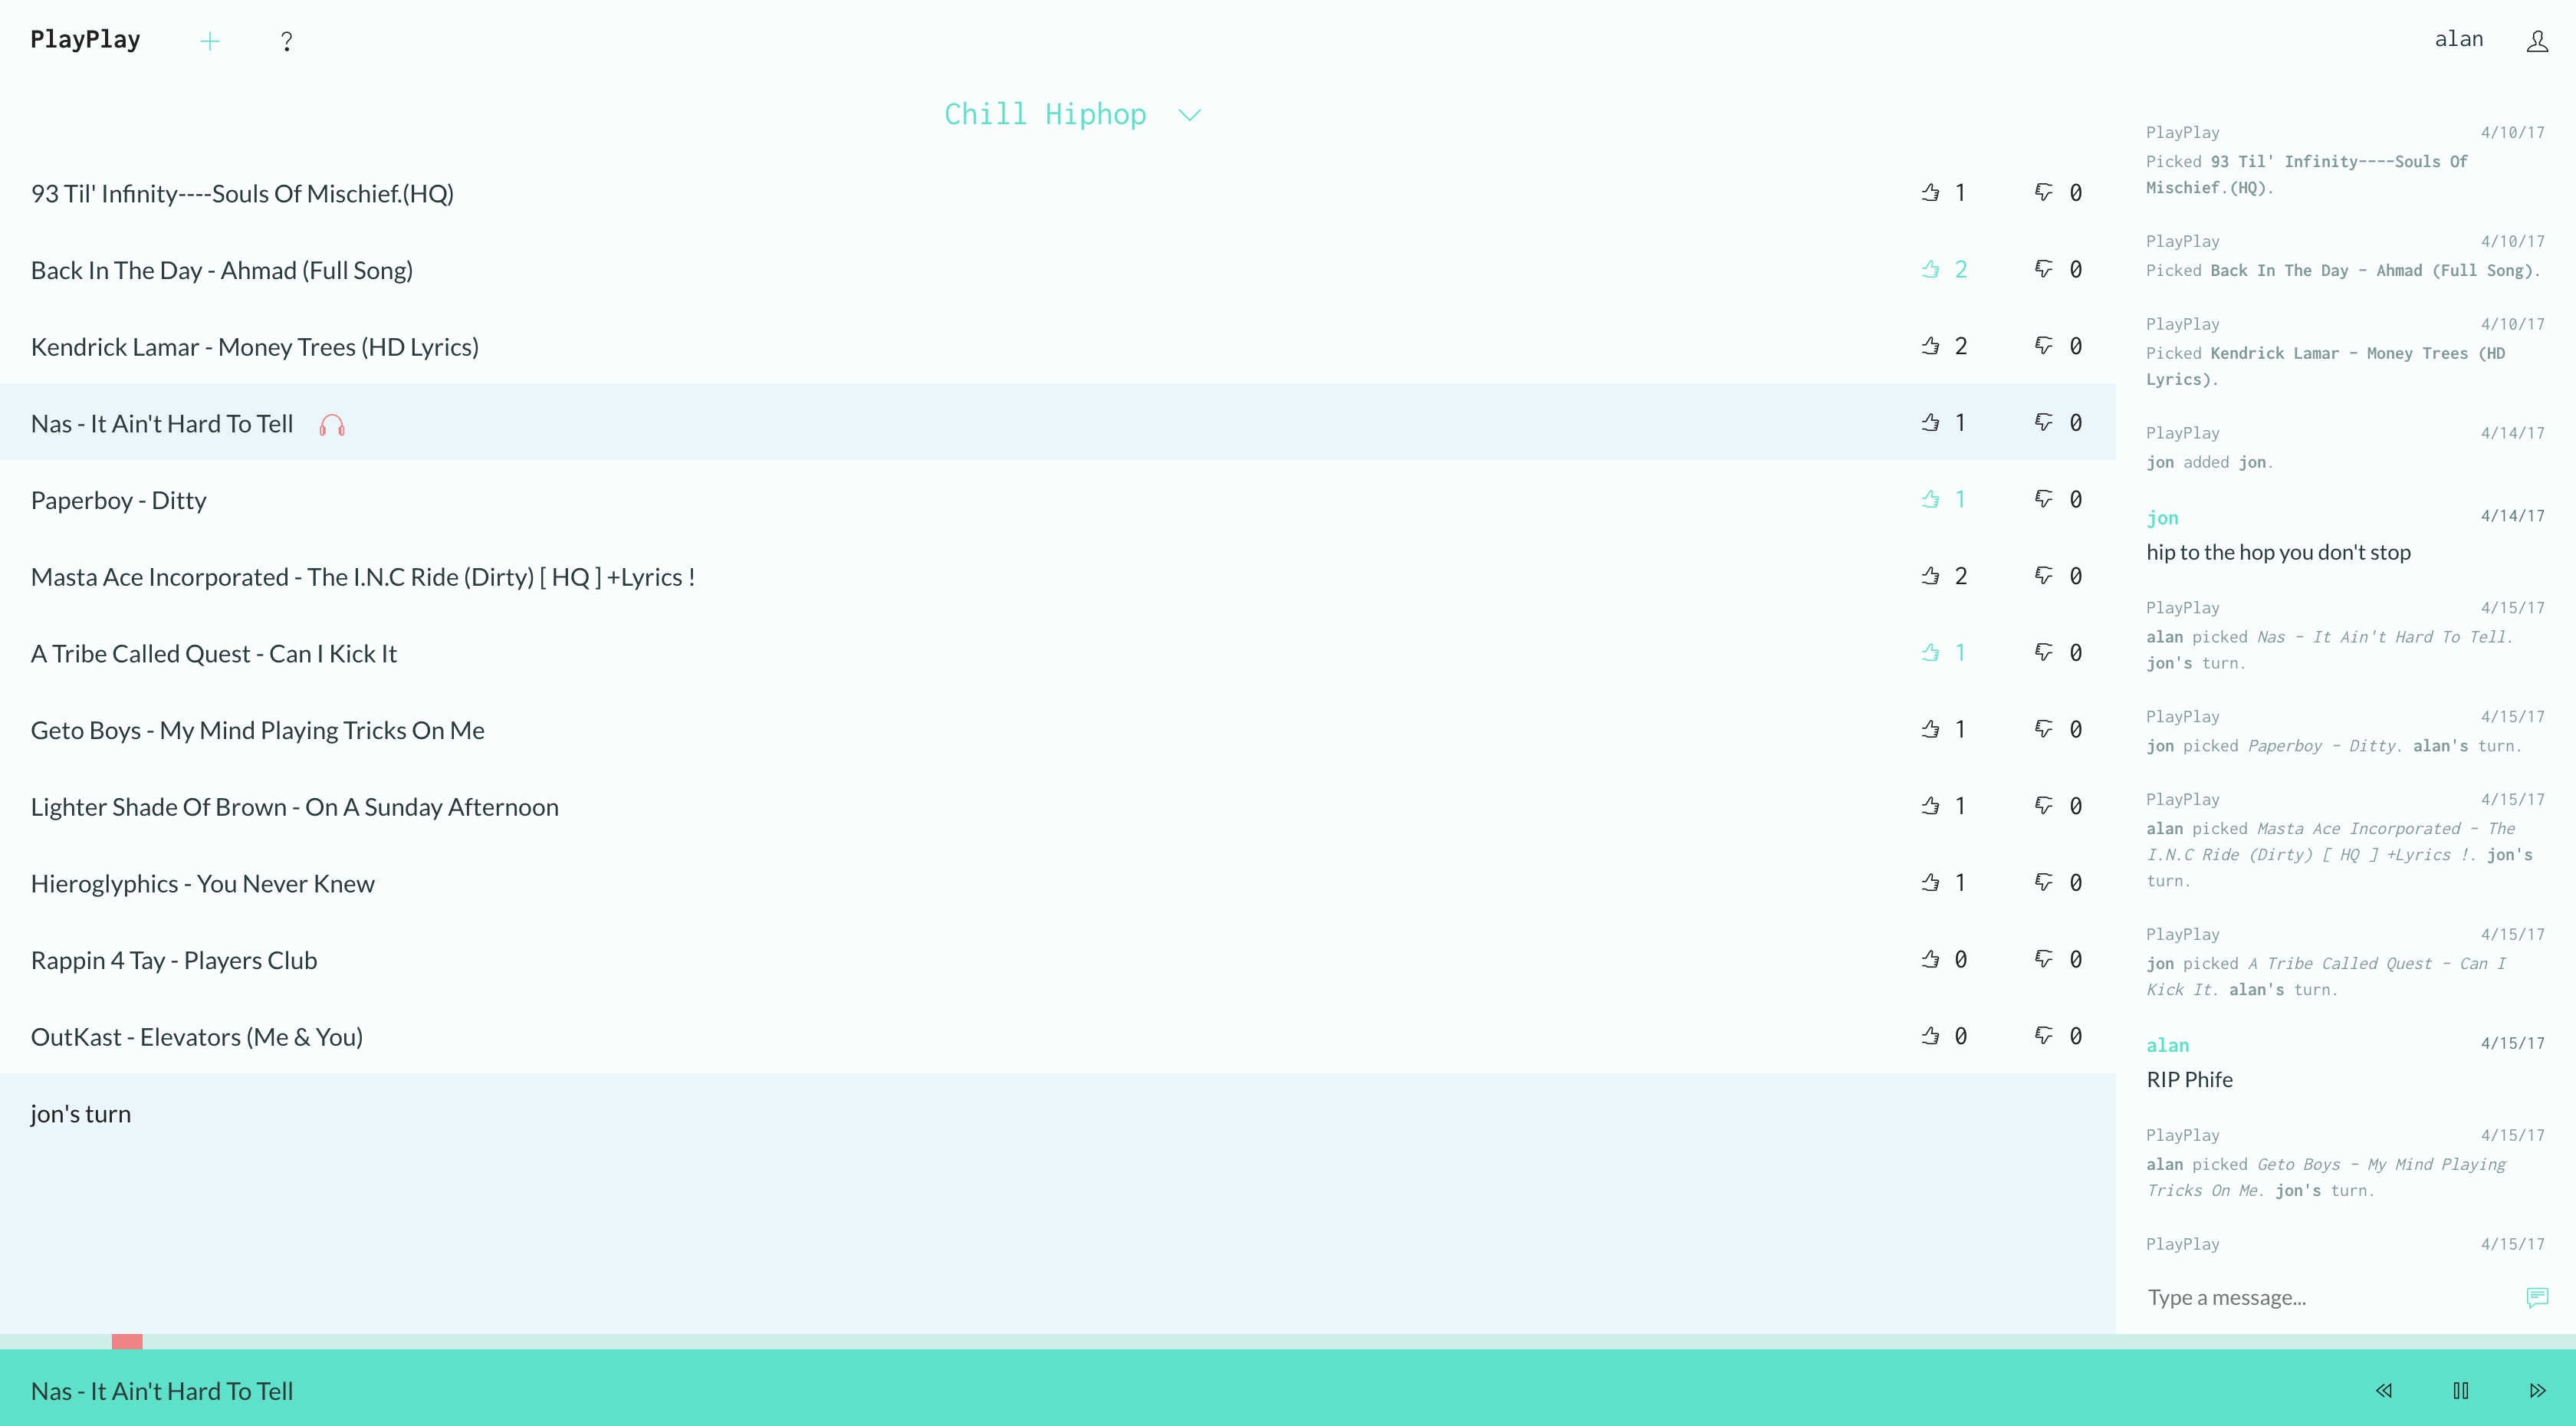 PlayPlay + ? alan
Chill Hiphop
93 Til' Infinity----Souls Of Mischief.(HQ) 1 0
Back In The Day - Ahmad (Full Song) 2 0
Kendrick Lamar - Money Trees (HD Lyrics) 2 0
Nas - It Ain't Hard To Tell 1 0
Paperboy - Ditty 1 0
Masta Ace Incorporated - The I.N.C Ride (Dirty) [ HQ ] +Lyrics ! 2 0
A Tribe Called Quest - Can I Kick It 1 0
Geto Boys - My Mind Playing Tricks On Me 1 0
Lighter Shade Of Brown - On A Sunday Afternoon 1 0
Hieroglyphics - You Never Knew 1 0
Rappin 4 Tay - Players Club 0 0
OutKast - Elevators (Me & You) 0 0
jon's turn
PlayPlay 4/10/17
Picked 93 Til' Infinity----Souls Of
Mischief.(HQ).
PlayPlay 4/10/17
Picked Back In The Day - Ahmad (Full Song).
PlayPlay 4/10/17
Picked Kendrick Lamar - Money Trees (HD
Lyrics).
PlayPlay 4/14/17
jon added jon.
jon 4/14/17
hip to the hop you don't stop
PlayPlay 4/15/17
alan picked Nas - It Ain't Hard To Tell.
jon's turn.
PlayPlay 4/15/17
jon picked Paperboy - Ditty. alan's turn.
PlayPlay 4/15/17
alan picked Masta Ace Incorporated - The
I.N.C Ride (Dirty) [ HQ ] +Lyrics !. jon's
turn.
PlayPlay 4/15/17
jon picked A Tribe Called Quest - Can I
Kick It. alan's turn.
alan 4/15/17
RIP Phife
PlayPlay 4/15/17
alan picked Geto Boys - My Mind Playing
Tricks On Me. jon's turn.
PlayPlay 4/15/17
Type a message...
Nas - It Ain't Hard To Tell